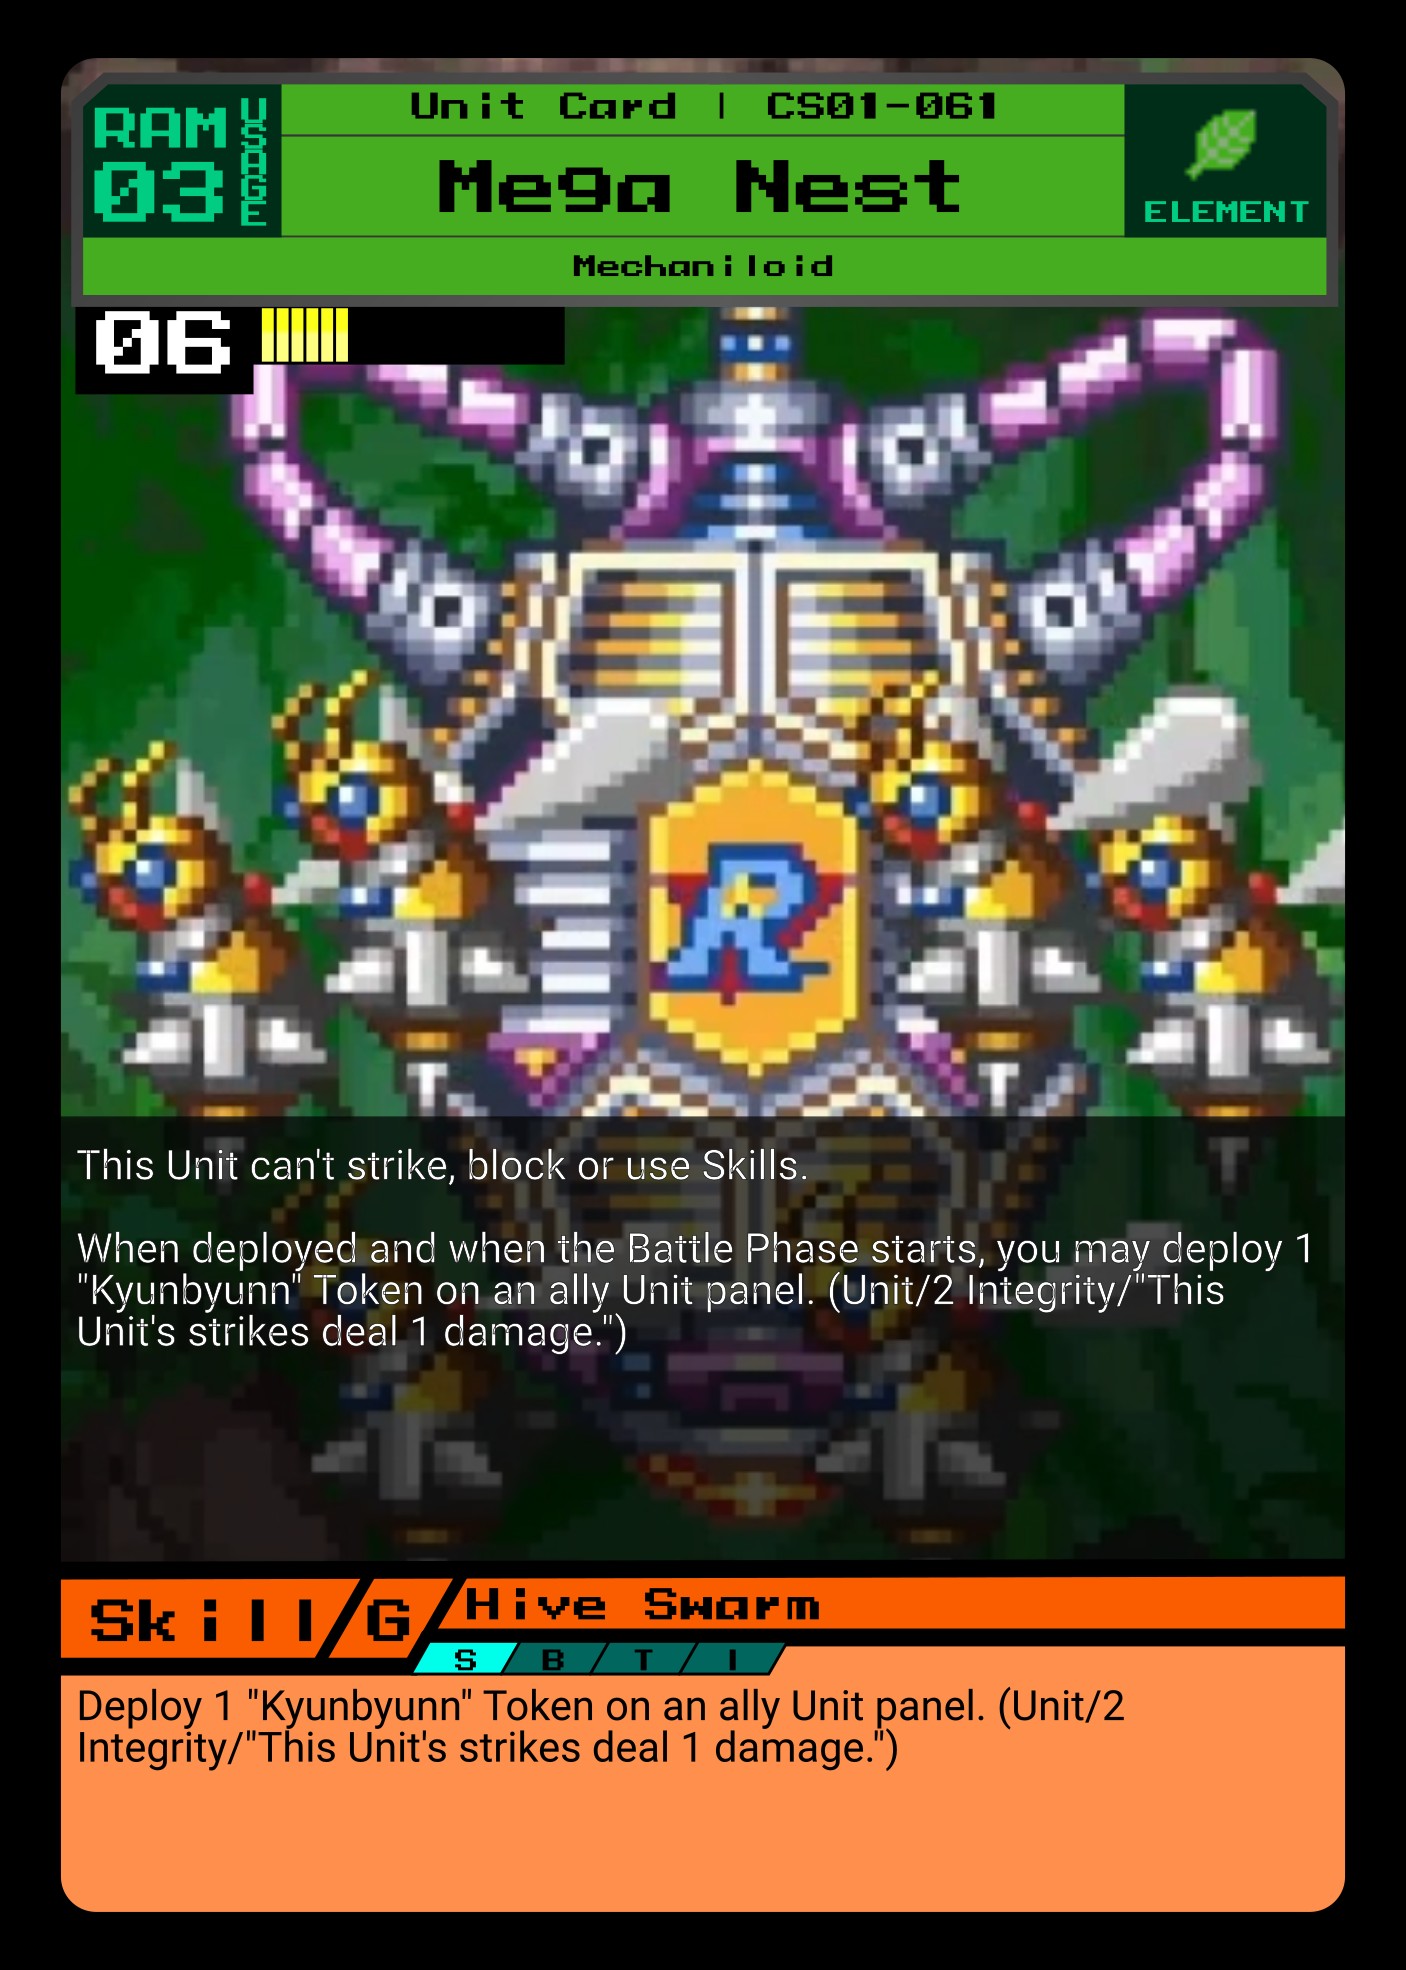 RAM
03
USAGE
Unit Card | CS01-061
Mega Nest
ELEMENT
Mechaniloid
06
R
This Unit can't strike, block or use Skills.
When deployed and when the Battle Phase starts, you may deploy 1
"Kyunbyunn" Token on an ally Unit panel. (Unit/2 Integrity/"This
Unit's strikes deal 1 damage.")
Skill/G
Hive Swarm
S B T I
Deploy 1 "Kyunbyunn" Token on an ally Unit panel. (Unit/2
Integrity/"This Unit's strikes deal 1 damage.")